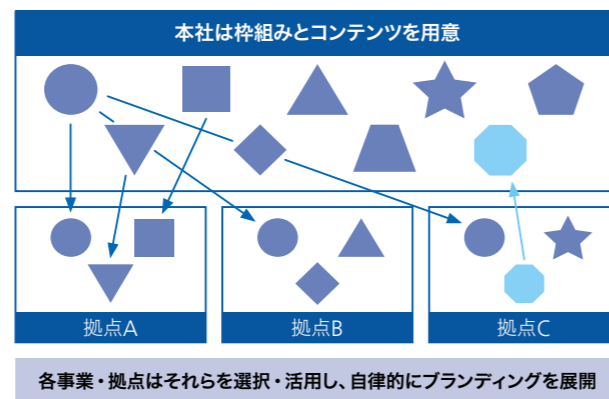 本社は枠組みとコンテンツを用意
拠点A
拠点B
拠点C
各事業・拠点はそれらを選択・活用し、自律的にブランディングを展開